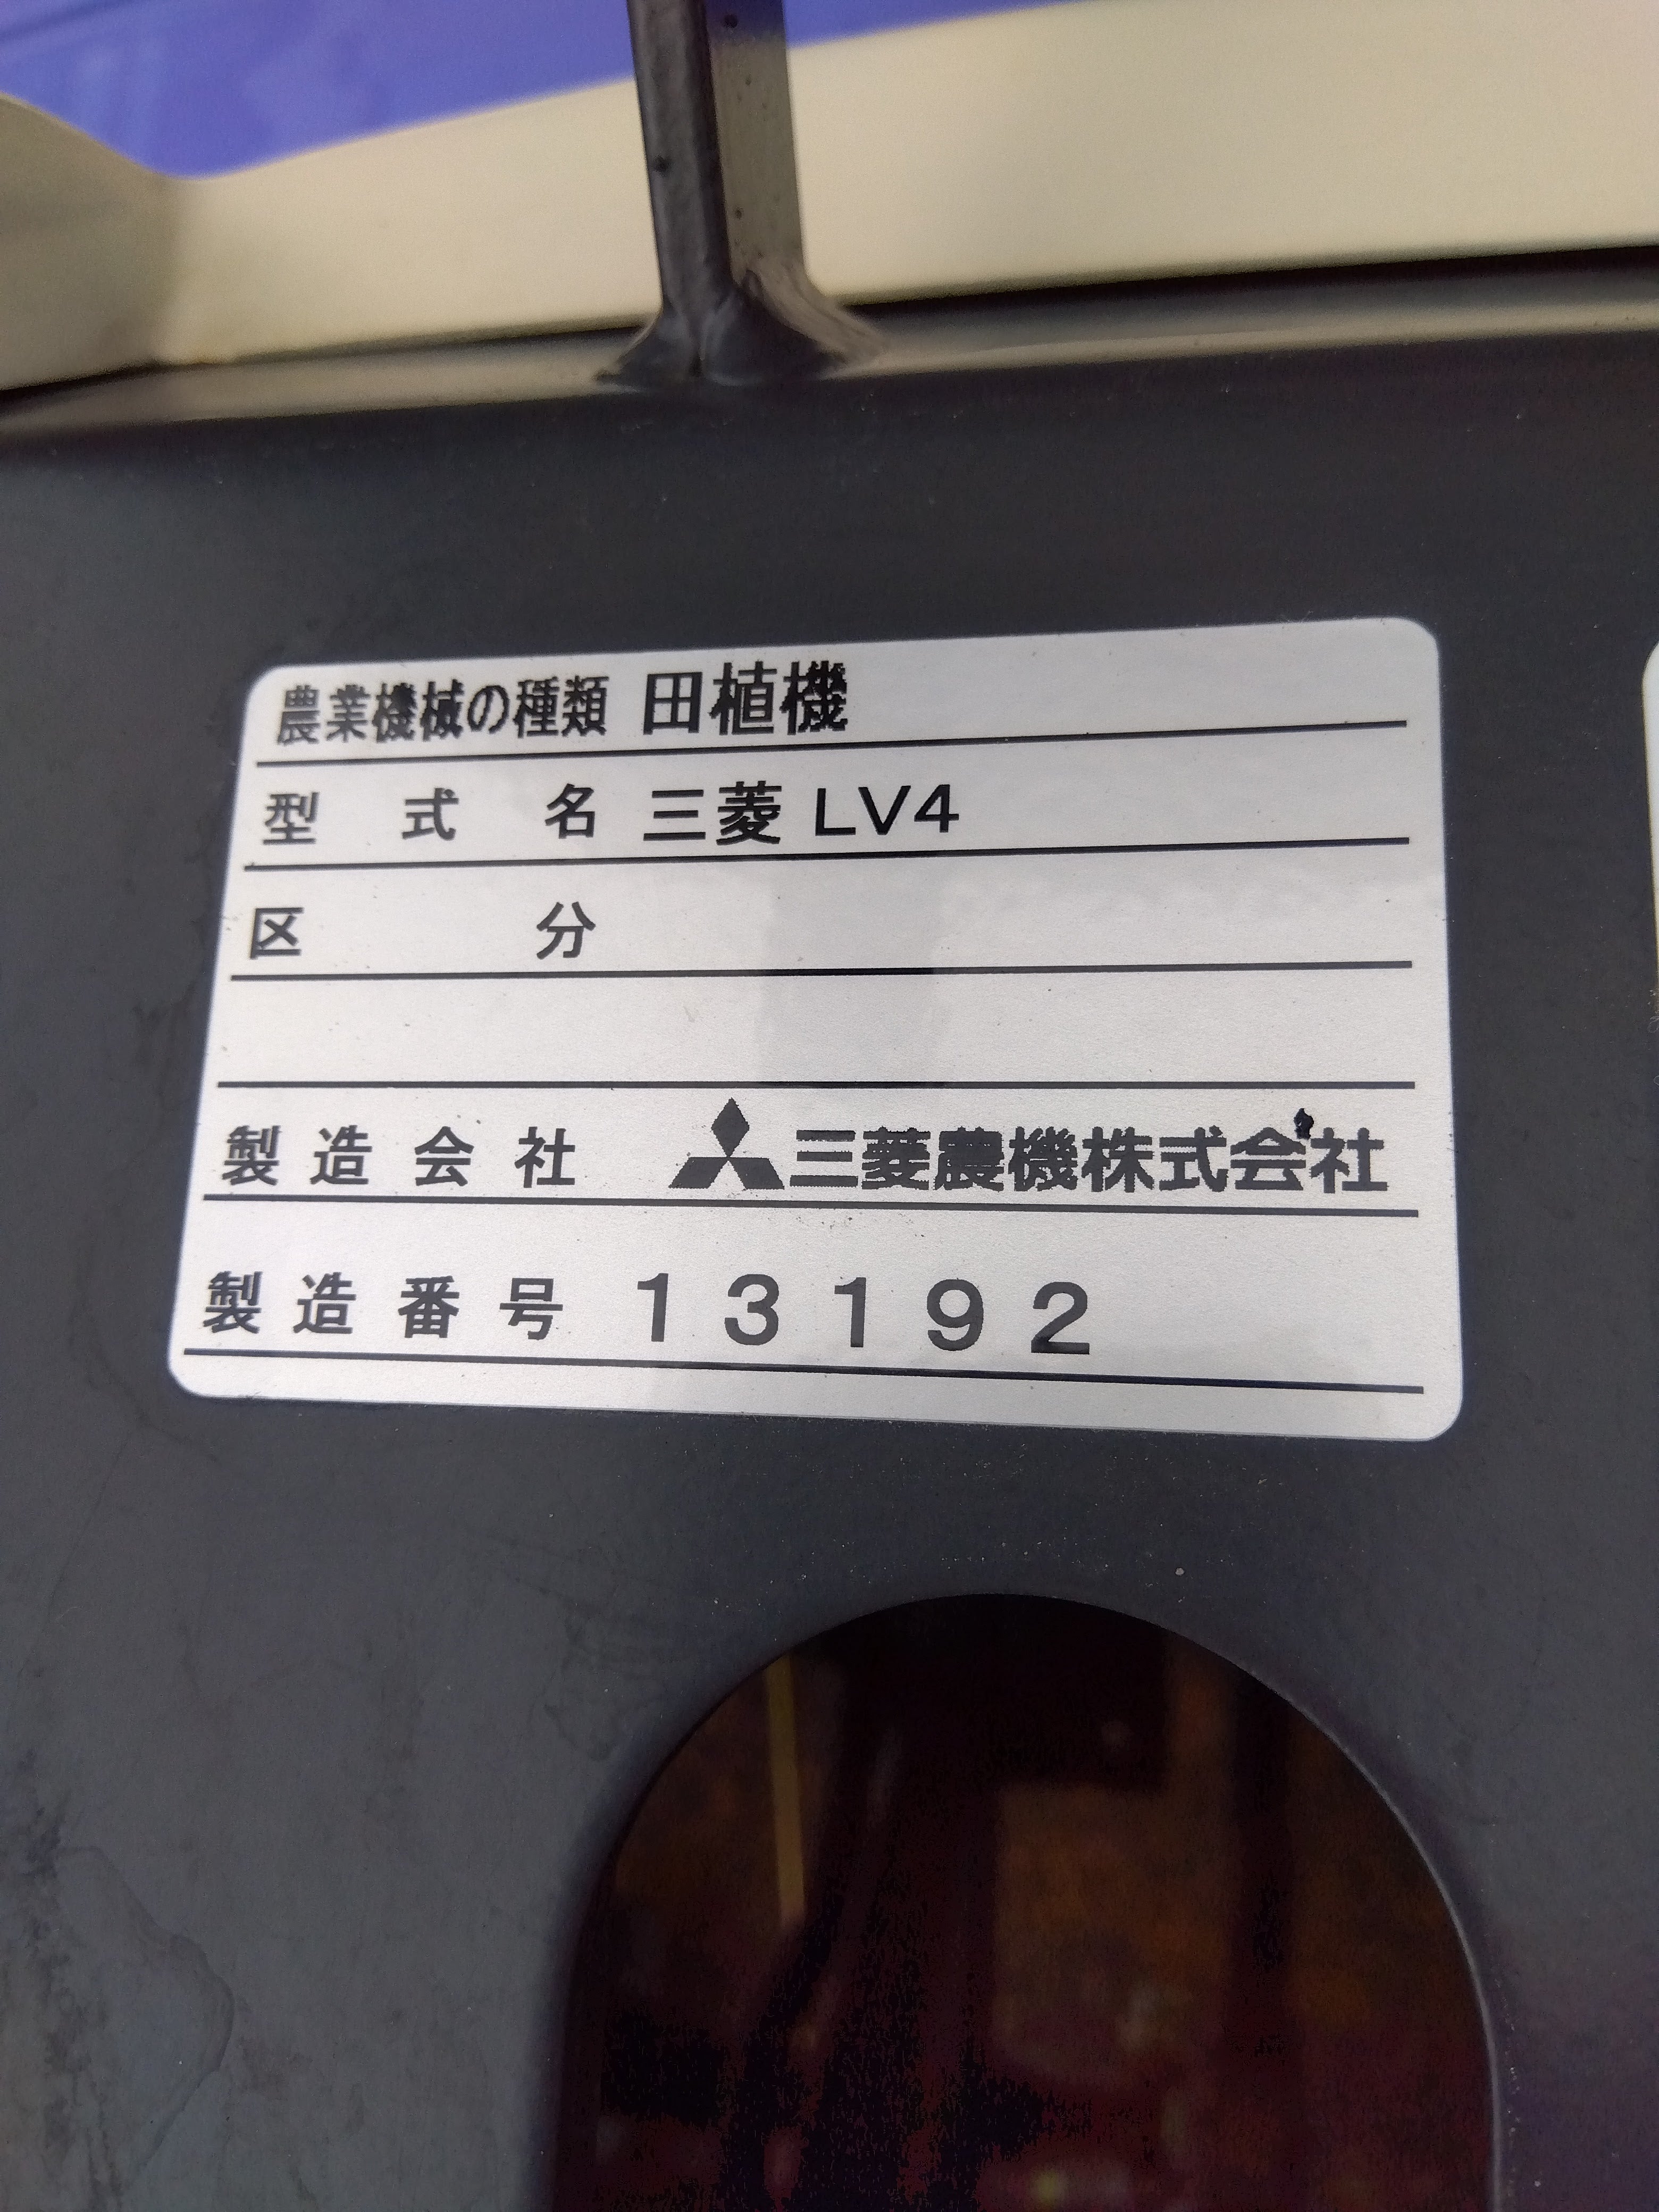 農業機械の種類 田植機
型式名 三菱 LV4
区分
製造会社 三菱農機株式会社
製造番号 13192